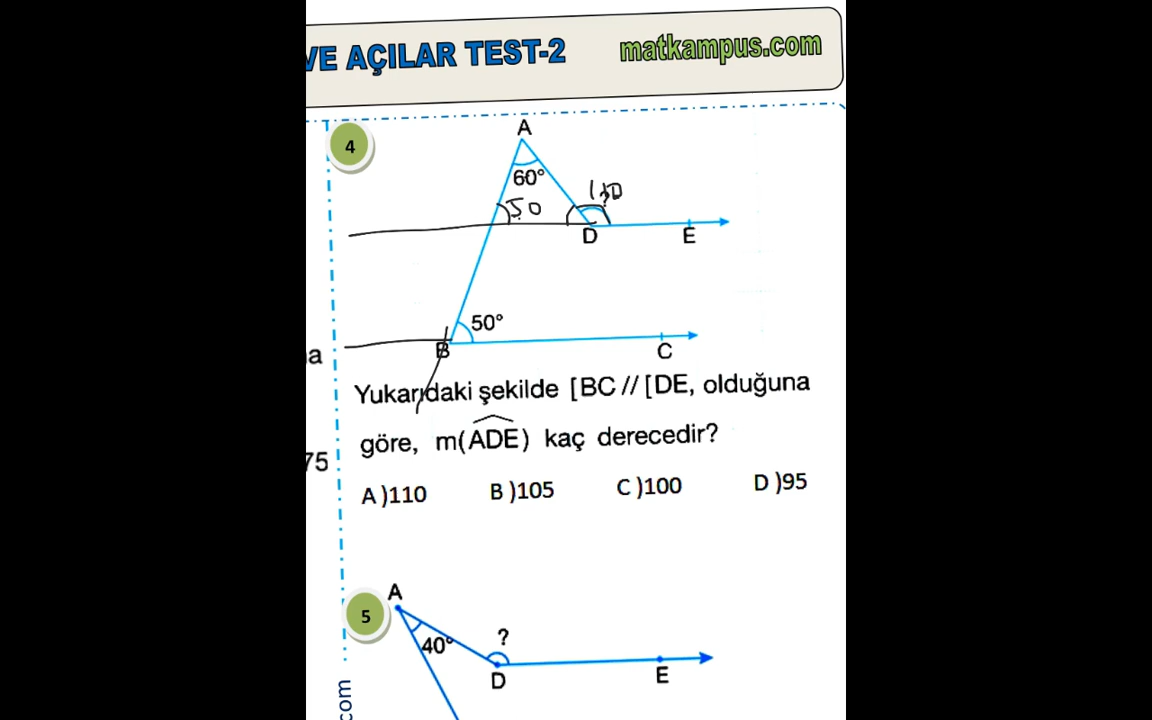 VE AÇILAR TEST-2
matkampus.com
4
A
60°
50
D
E
50°
B
C
Yukarıdaki şekilde [BC // [DE, olduğuna
göre, m(ADE) kaç derecedir?
A )110
B )105
C )100
D )95
75
5
A
40°
?
D
E
com